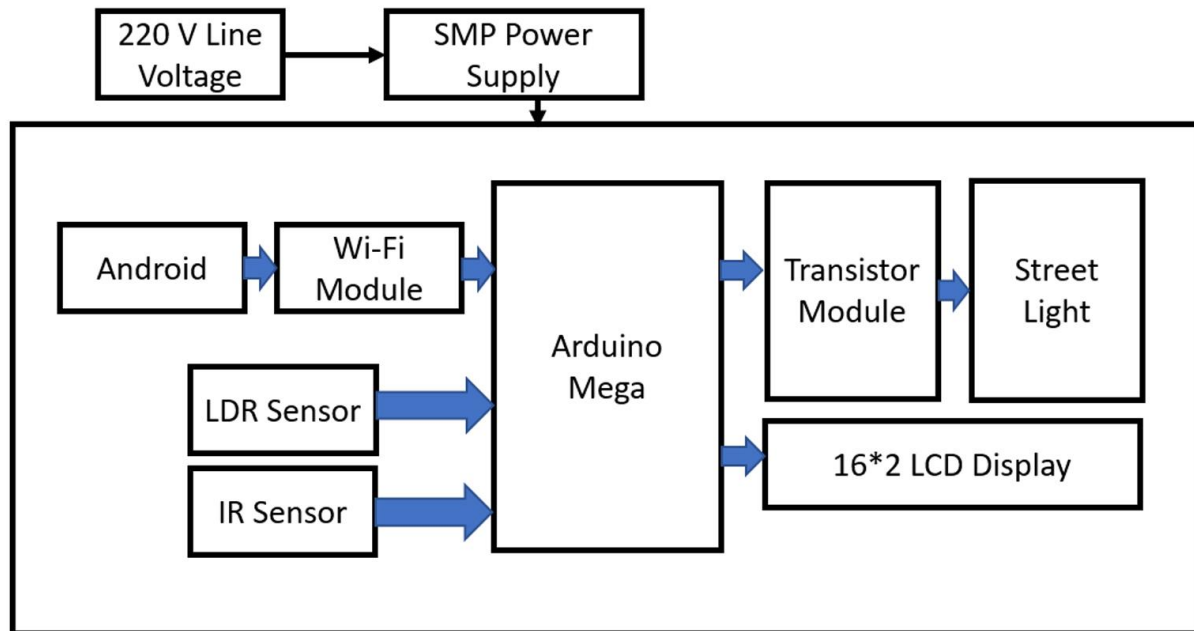 220 V Line
Voltage
SMP Power
Supply
Android
Wi-Fi
Module
LDR Sensor
IR Sensor
Arduino
Mega
Transistor
Module
Street
Light
16*2 LCD Display